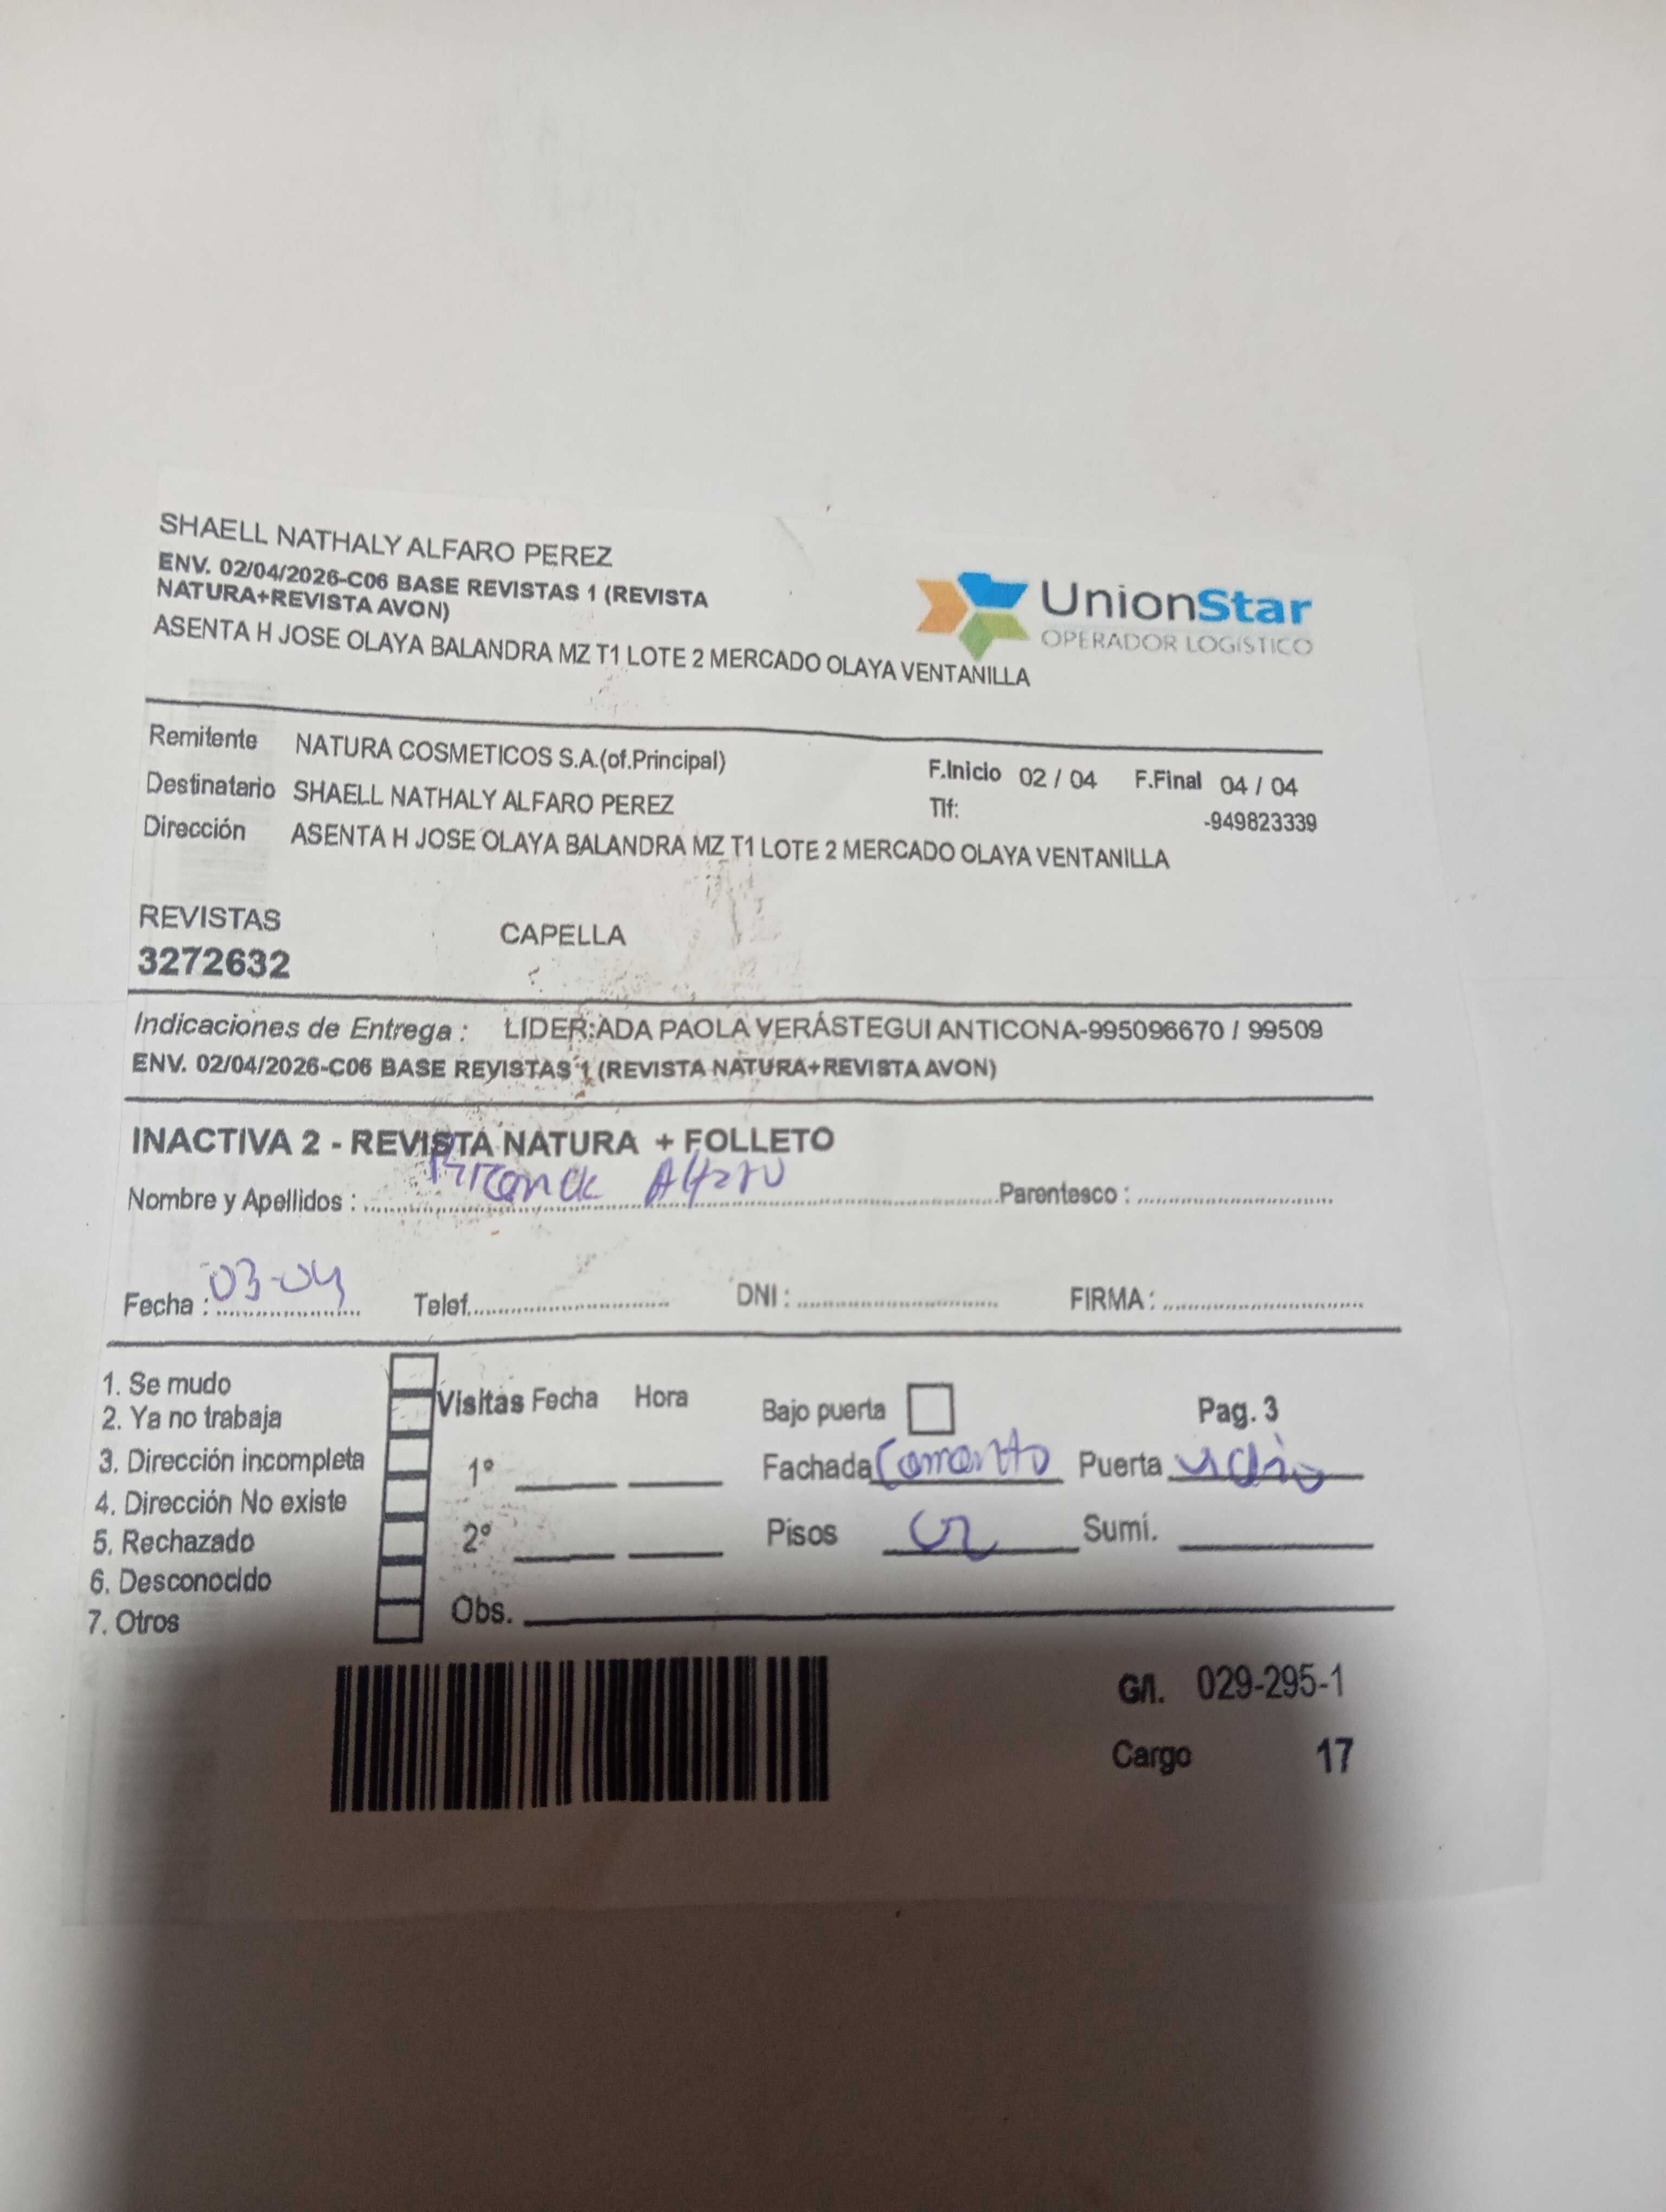 SHAELL NATHALY ALFARO PEREZ
ENV. 02/04/2026-C06 BASE REVISTAS 1 (REVISTA
NATURA+REVISTA AVON)
ASENTA H JOSE OLAYA BALANDRA MZ T1 LOTE 2 MERCADO OLAYA VENTANILLA
UnionStar
OPERADOR LOGÍSTICO
Remitente NATURA COSMETICOS S.A.(of.Principal)
F.Inicio 02 / 04 F.Final 04 / 04
Destinatario SHAELL NATHALY ALFARO PEREZ
Tlf: -949823339
Dirección ASENTA H JOSE OLAYA BALANDRA MZ T1 LOTE 2 MERCADO OLAYA VENTANILLA
REVISTAS CAPELLA
3272632
Indicaciones de Entrega : LIDER:ADA PAOLA VERÁSTEGUI ANTICONA-995096670 / 99509
ENV. 02/04/2026-C06 BASE REVISTAS 1 (REVISTA NATURA+REVISTA AVON)
INACTIVA 2 - REVISTA NATURA + FOLLETO
Nombre y Apellidos : Alfaro Parentesco :
Fecha : 03-04 Telef. DNI : FIRMA :
1. Se mudo
2. Ya no trabaja
3. Dirección incompleta
4. Dirección No existe
5. Rechazado
6. Desconocido
7. Otros
Visitas Fecha Hora
1º
2º
Obs.
Bajo puerta Pag. 3
Fachada Puerta
Pisos Sumi.
G/I. 029-295-1
Cargo 17